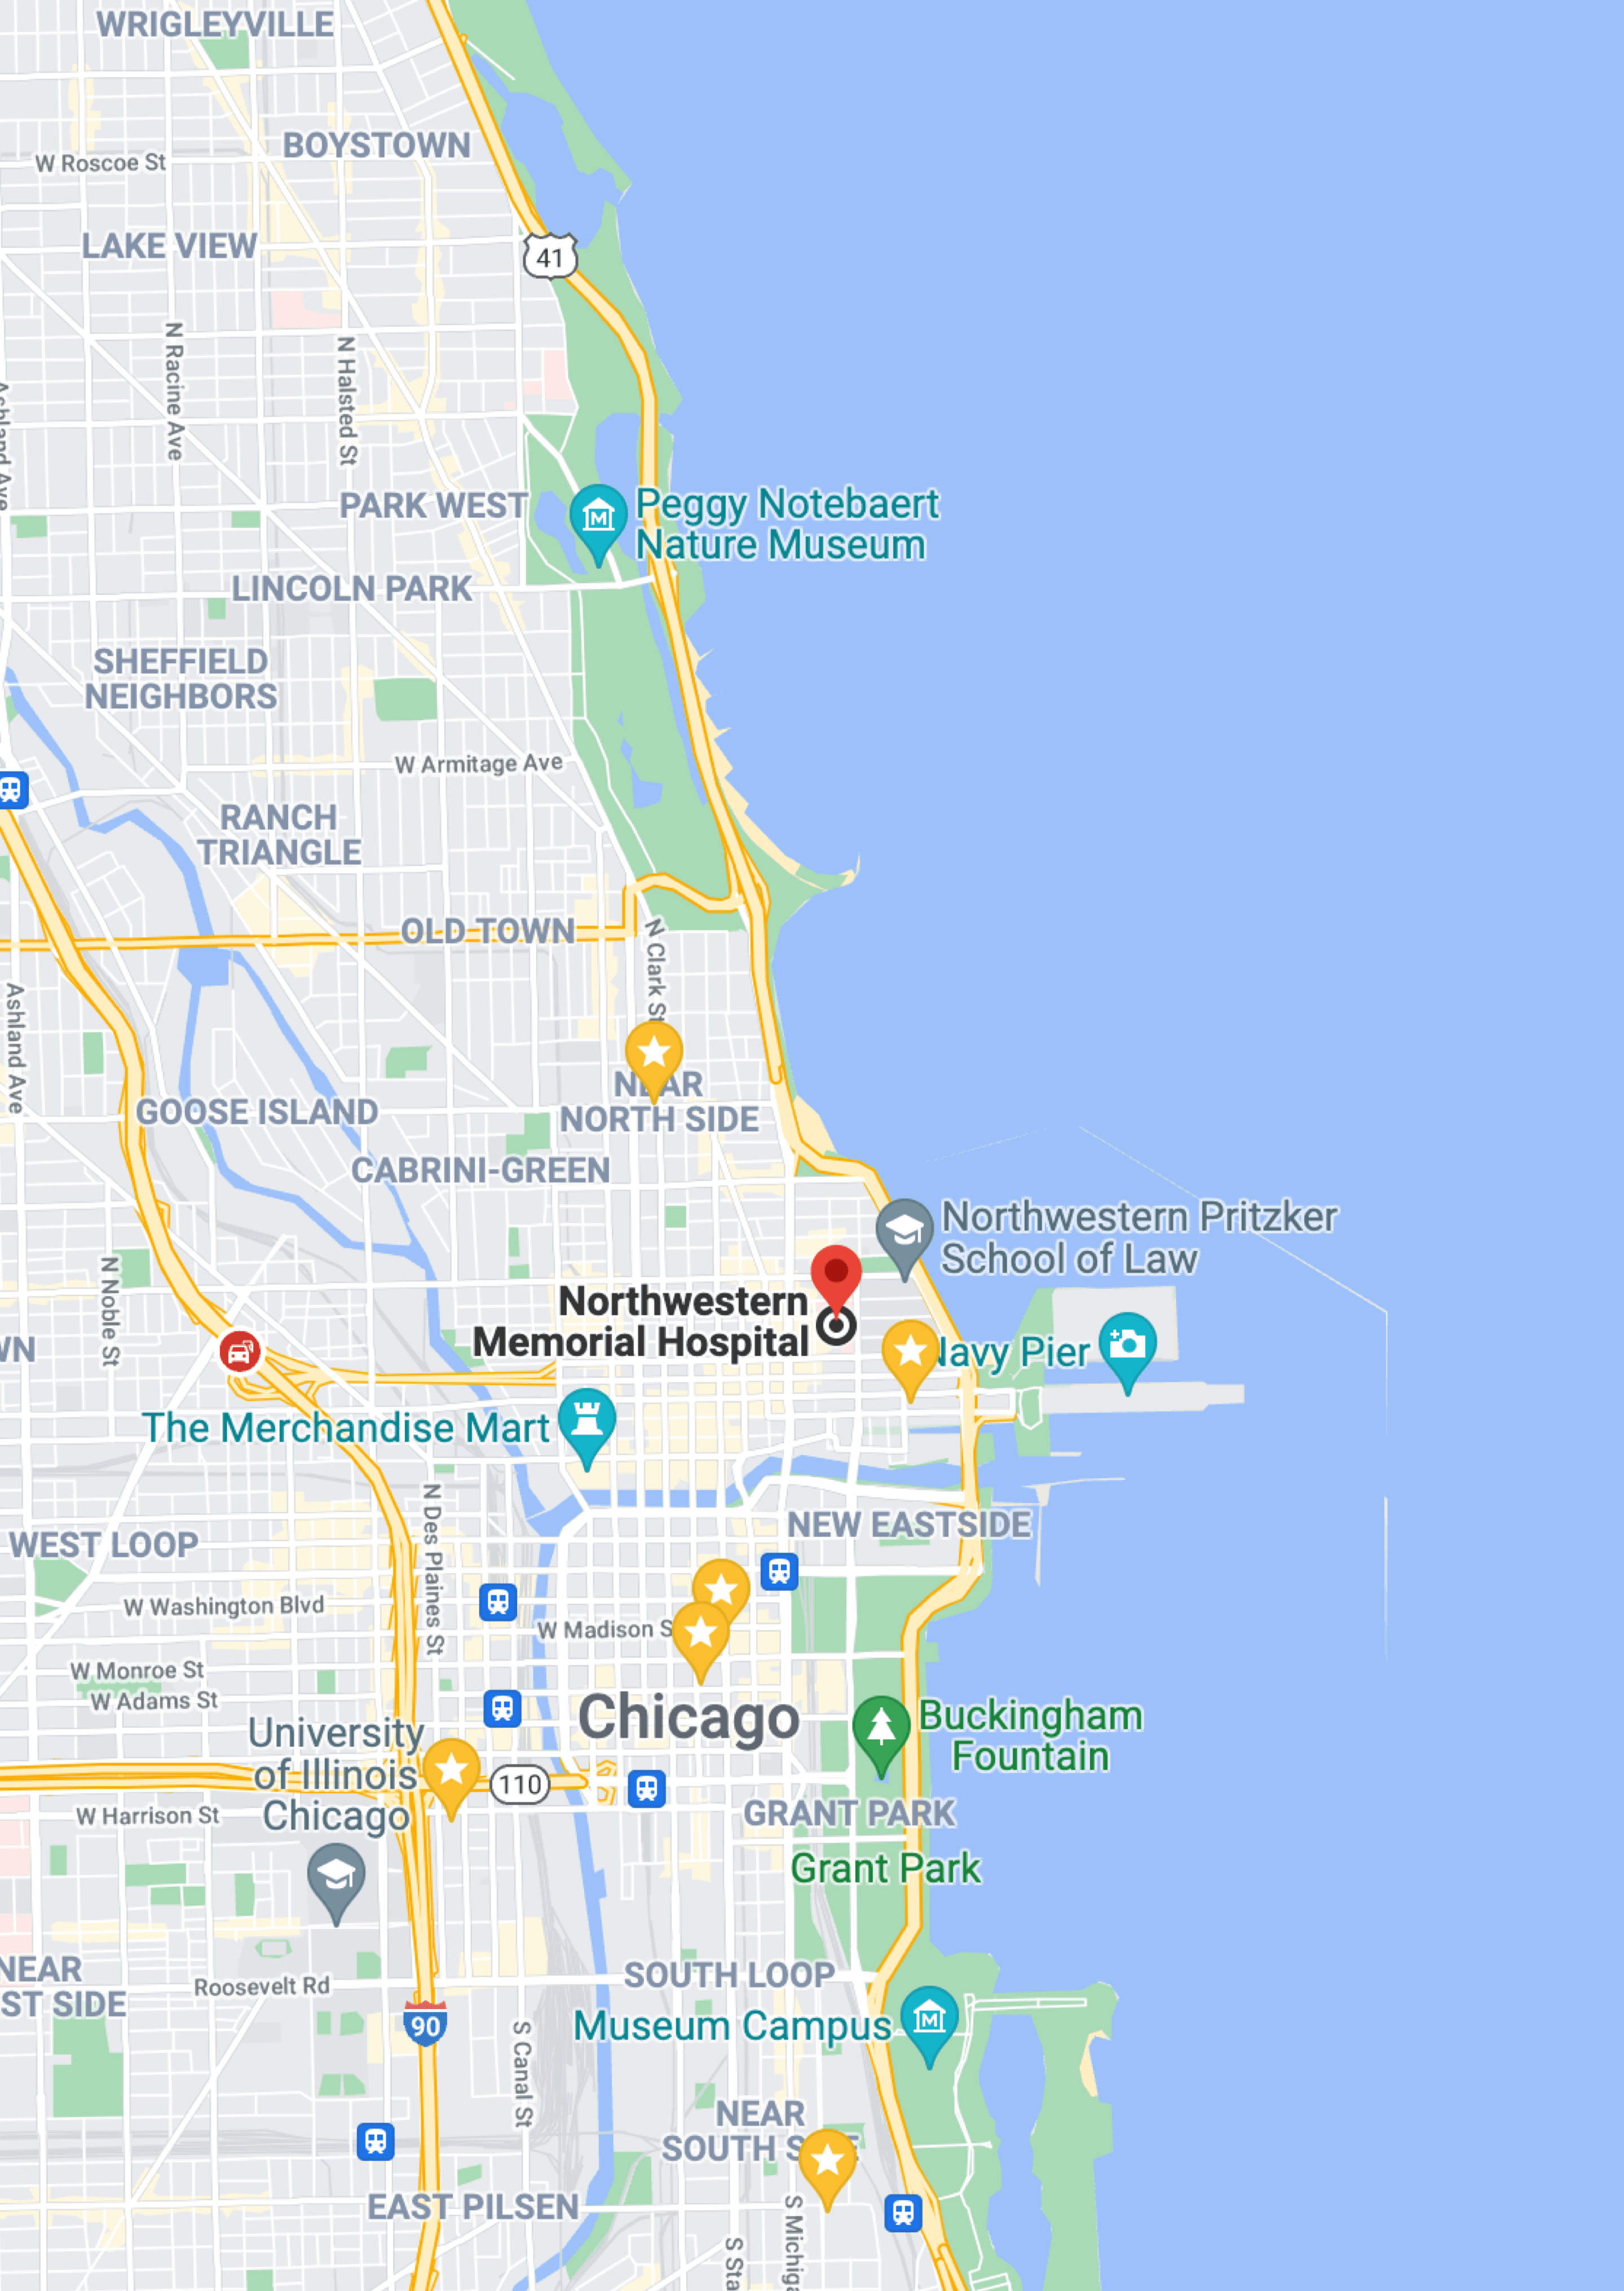 WRIGLEYVILLE
BOYSTOWN
W Roscoe St
LAKE VIEW
41
N Racine Ave
N Halsted St
Ashland Ave
PARK WEST
Peggy Notebaert
Nature Museum
LINCOLN PARK
SHEFFIELD
NEIGHBORS
W Armitage Ave
RANCH
TRIANGLE
OLD TOWN
N Clark St
Ashland Ave
NEAR
NORTH SIDE
GOOSE ISLAND
CABRINI-GREEN
Northwestern Pritzker
School of Law
N Noble St
Northwestern
Memorial Hospital
WN
Navy Pier
The Merchandise Mart
N Des Plaines St
NEW EASTSIDE
WEST LOOP
W Washington Blvd
W Madison S
W Monroe St
W Adams St
Chicago
Buckingham
Fountain
University
of Illinois
Chicago
110
W Harrison St
GRANT PARK
Grant Park
NEAR
ST SIDE
Roosevelt Rd
SOUTH LOOP
90
Museum Campus
S Canal St
NEAR
SOUTH S E
EAST PILSEN
S Michiga
S Sta